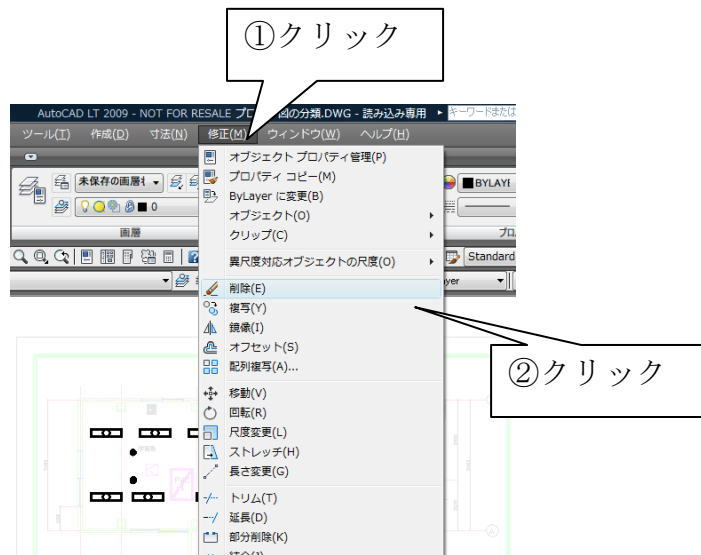 ①クリック
AutoCAD LT 2009 - NOT FOR RESALE プロ 図の分類.DWG - 読み込み専用 キーワードまたは
ツール(T) 作成(D) 寸法(N) 修正(M) ウィンドウ(W) ヘルプ(H)
オブジェクト プロパティ管理(P)
未保存の画層 プロパティ コピー(M) BYLAYE
ByLayer に変更(B)
0 オブジェクト(O)
画層 クリップ(C) プロ
異尺度対応オブジェクトの尺度(O) Standard
yer
削除(E)
複写(Y)
鏡像(I)
オフセット(S)
配列複写(A)...
②クリック
移動(V)
回転(R)
尺度変更(L)
ストレッチ(H)
長さ変更(G)
トリム(T)
延長(D)
部分削除(K)
結合(J)